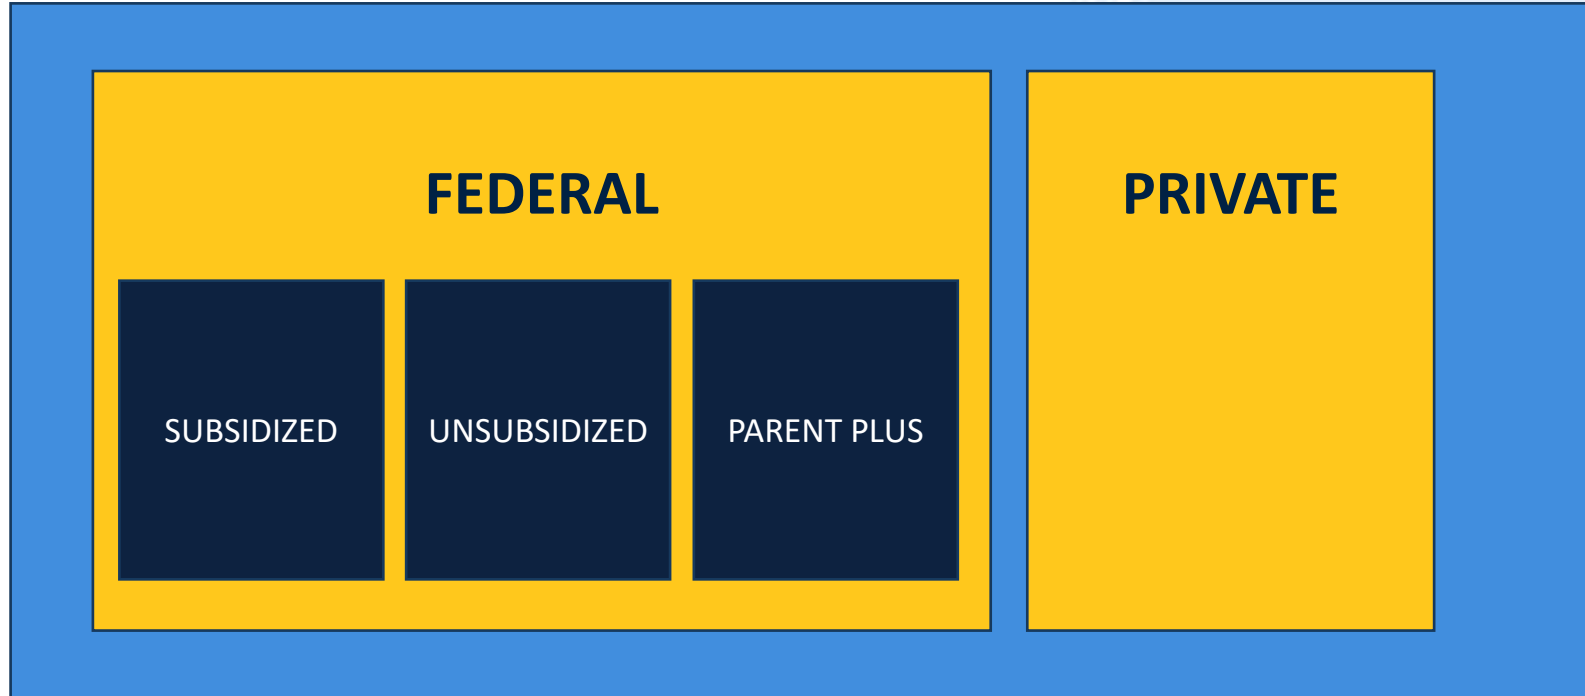 FEDERAL
SUBSIDIZED
UNSUBSIDIZED
PARENT PLUS
PRIVATE